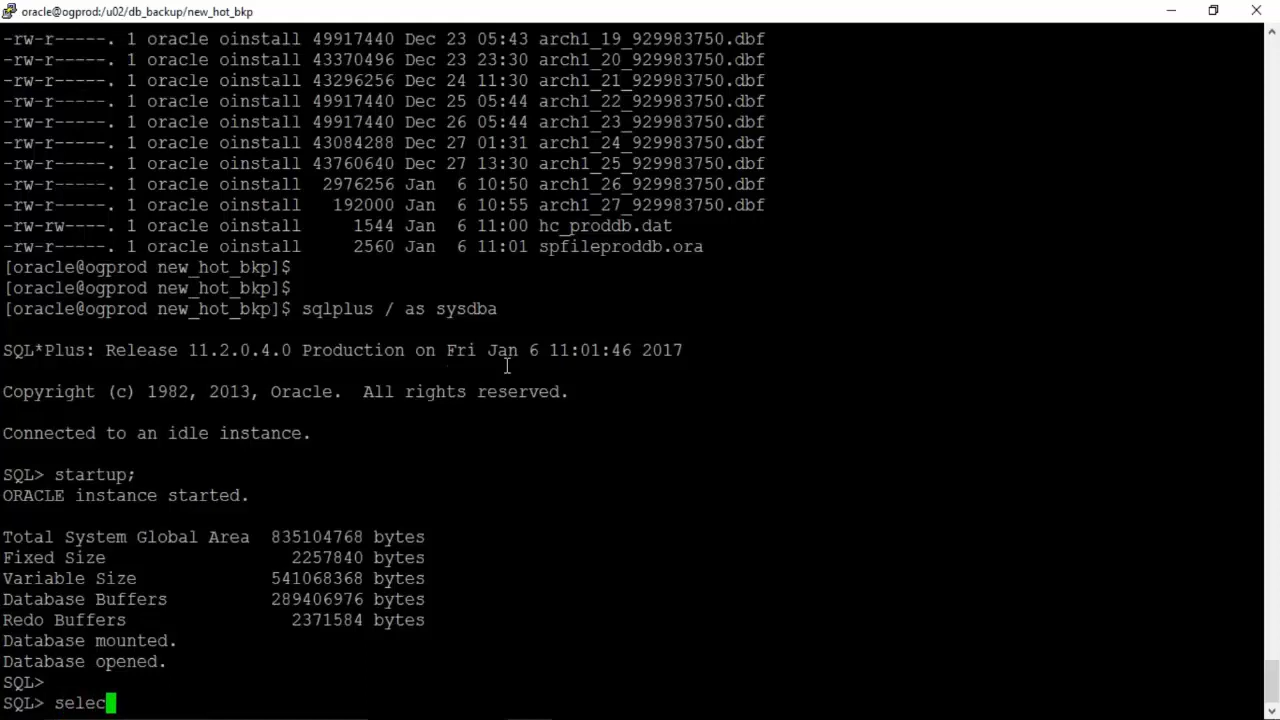 oracle@ogprod:/u02/db_backup/new_hot_bkp
-rw-r-----. 1 oracle oinstall 49917440 Dec 23 05:43 arch1_19_929983750.dbf
-rw-r-----. 1 oracle oinstall 43370496 Dec 23 23:30 arch1_20_929983750.dbf
-rw-r-----. 1 oracle oinstall 43296256 Dec 24 11:30 arch1_21_929983750.dbf
-rw-r-----. 1 oracle oinstall 49917440 Dec 25 05:44 arch1_22_929983750.dbf
-rw-r-----. 1 oracle oinstall 49917440 Dec 26 05:44 arch1_23_929983750.dbf
-rw-r-----. 1 oracle oinstall 43084288 Dec 27 01:31 arch1_24_929983750.dbf
-rw-r-----. 1 oracle oinstall 43760640 Dec 27 13:30 arch1_25_929983750.dbf
-rw-r-----. 1 oracle oinstall  2976256 Jan  6 10:50 arch1_26_929983750.dbf
-rw-r-----. 1 oracle oinstall   192000 Jan  6 10:55 arch1_27_929983750.dbf
-rw-rw----. 1 oracle oinstall     1544 Jan  6 11:00 hc_proddb.dat
-rw-r-----. 1 oracle oinstall     2560 Jan  6 11:01 spfileproddb.ora
[oracle@ogprod new_hot_bkp]$
[oracle@ogprod new_hot_bkp]$
[oracle@ogprod new_hot_bkp]$ sqlplus / as sysdba
SQL*Plus: Release 11.2.0.4.0 Production on Fri Jan 6 11:01:46 2017
Copyright (c) 1982, 2013, Oracle.  All rights reserved.
Connected to an idle instance.
SQL> startup;
ORACLE instance started.
Total System Global Area  835104768 bytes
Fixed Size                  2257840 bytes
Variable Size             541068368 bytes
Database Buffers          289406976 bytes
Redo Buffers                2371584 bytes
Database mounted.
Database opened.
SQL>
SQL> selec